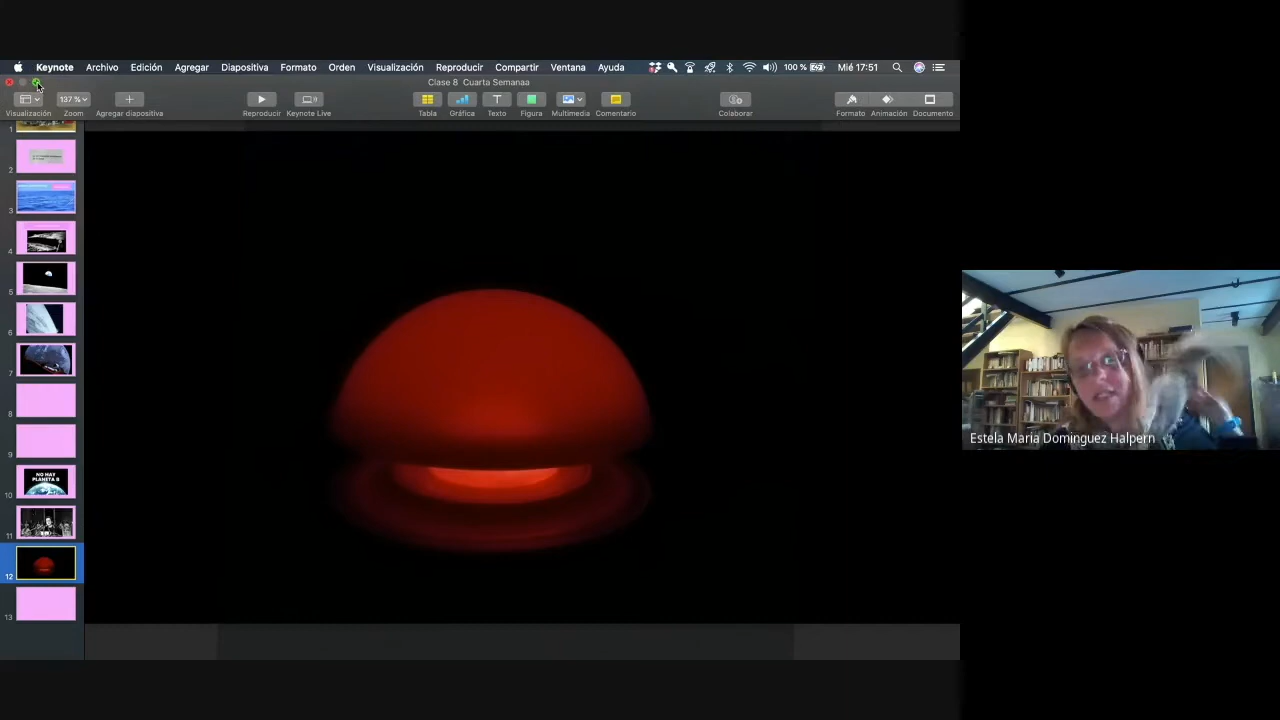 Keynote Archivo Edición Agregar Diapositiva Formato Orden Visualización Reproducir Compartir Ventana Ayuda 100 % Mié 17:51
Clase 8 Cuarta Semanaa
137 %
Visualización Zoom Agregar diapositiva Reproducir Keynote Live Tabla Gráfica Texto Figura Multimedia Comentario Colaborar Formato Animación Documento
1
2
3
4
5
6
7
8
9
NO HAY
PLANETA B
10
11
12
13
Estela Maria Dominguez Halpern